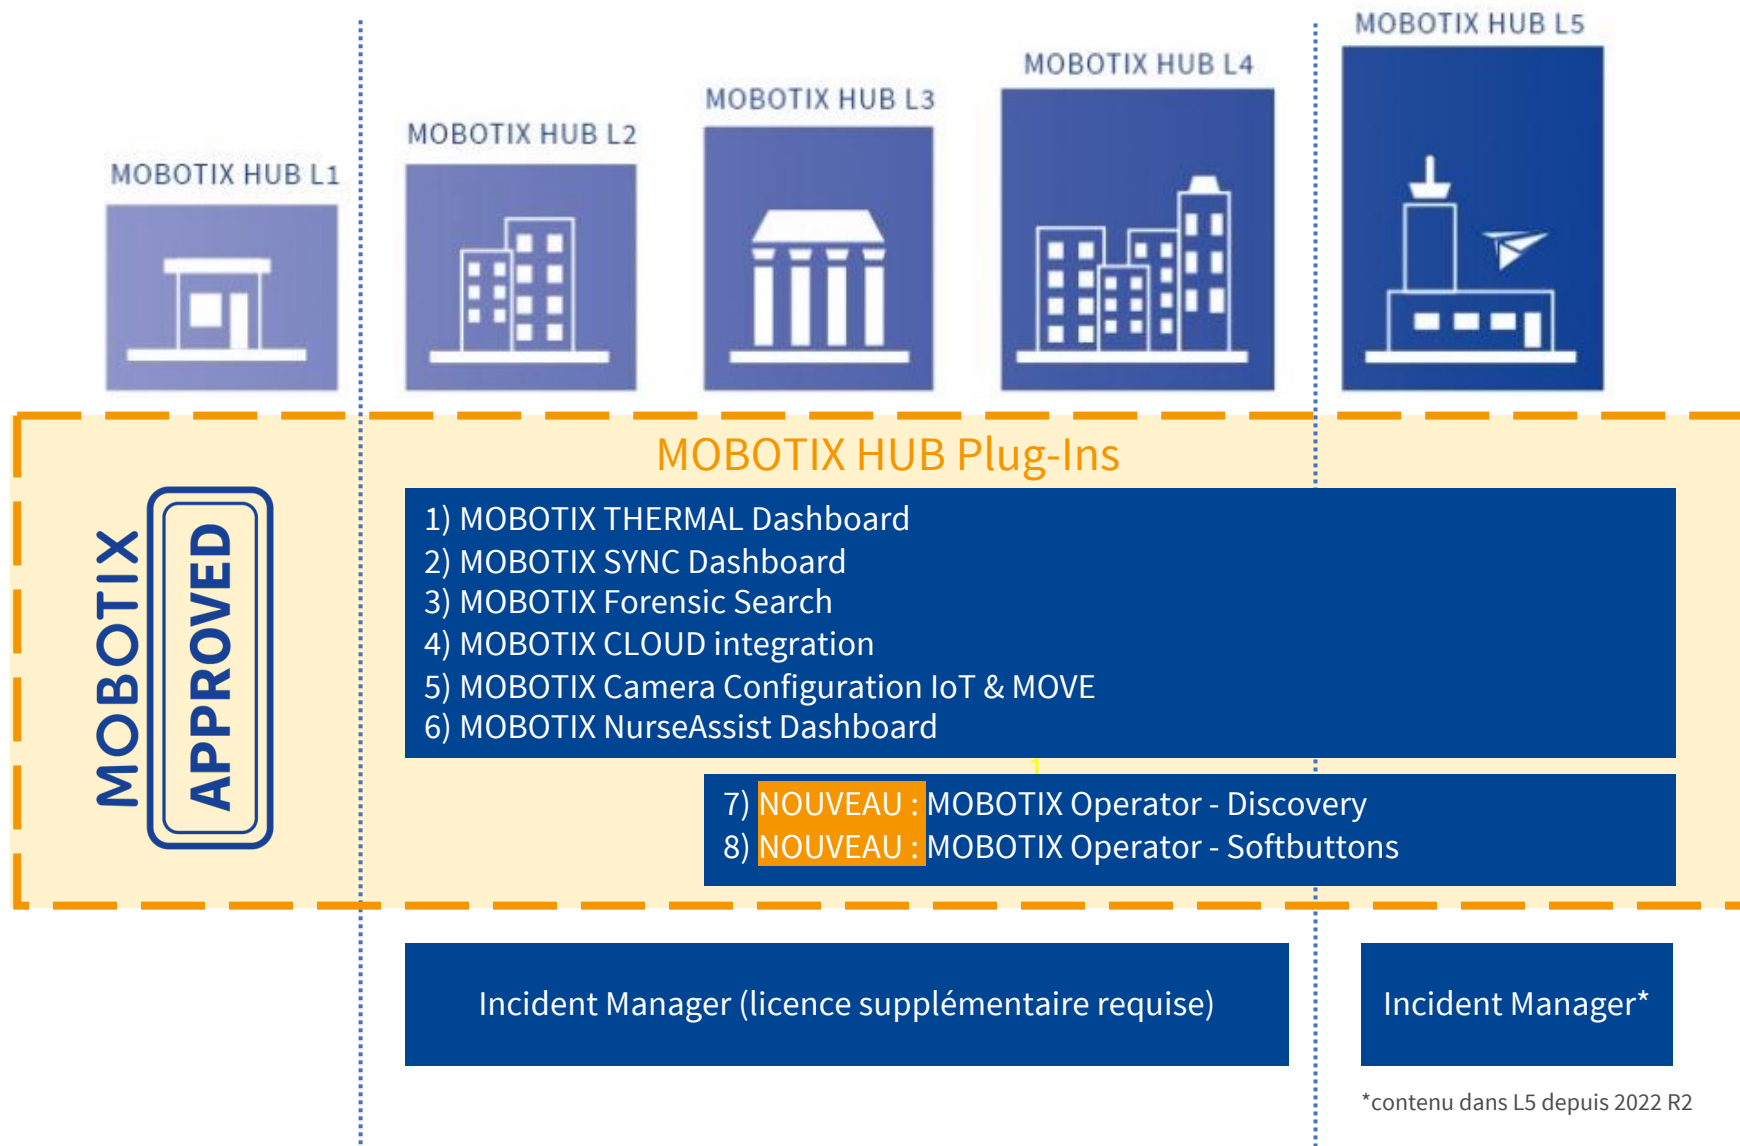 MOBOTIX HUB L1
MOBOTIX HUB L2
MOBOTIX HUB L3
MOBOTIX HUB L4
MOBOTIX HUB L5
MOBOTIX HUB Plug-Ins
MOBOTIX
APPROVED
1) MOBOTIX THERMAL Dashboard
2) MOBOTIX SYNC Dashboard
3) MOBOTIX Forensic Search
4) MOBOTIX CLOUD integration
5) MOBOTIX Camera Configuration IoT & MOVE
6) MOBOTIX NurseAssist Dashboard
1
7) NOUVEAU : MOBOTIX Operator - Discovery
8) NOUVEAU : MOBOTIX Operator - Softbuttons
Incident Manager (licence supplémentaire requise)
Incident Manager*
*contenu dans L5 depuis 2022 R2